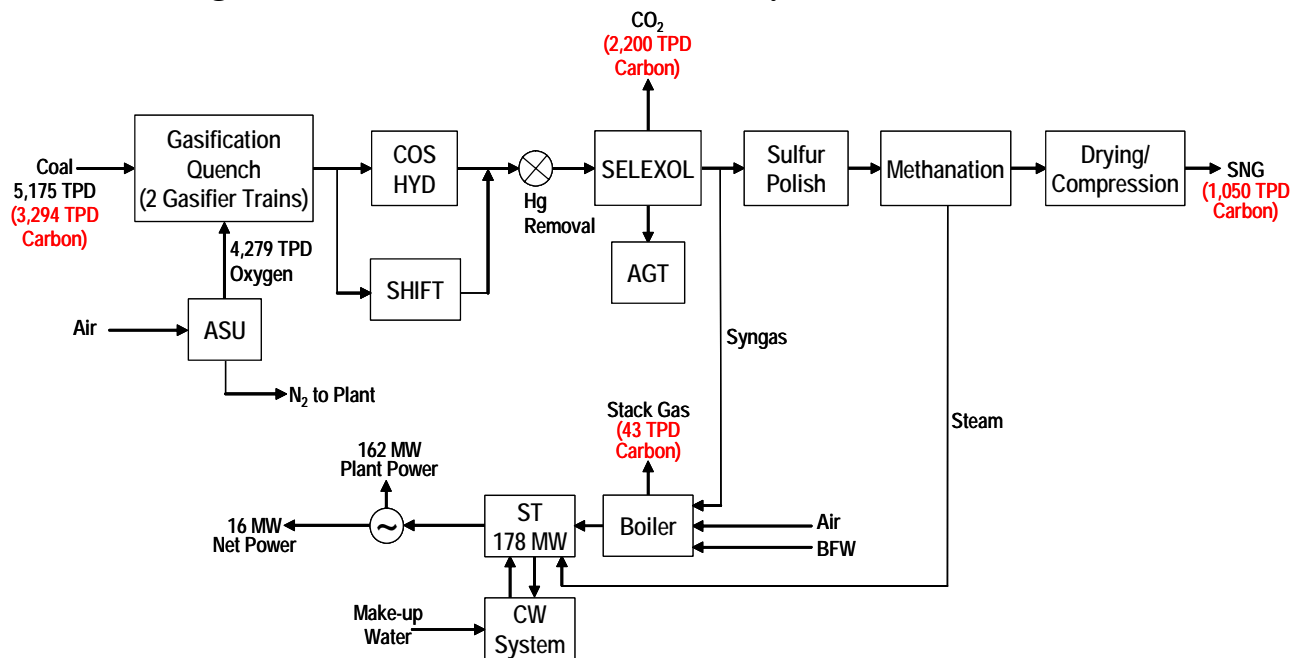 CO₂
(2,200 TPD
Carbon)
Coal
5,175 TPD
(3,294 TPD
Carbon)
Gasification
Quench
(2 Gasifier Trains)
COS
HYD
Hg
Removal
SELEXOL
Sulfur
Polish
Methanation
Drying/
Compression
SNG
(1,050 TPD
Carbon)
4,279 TPD
Oxygen
SHIFT
AGT
Air
ASU
N₂ to Plant
Syngas
Steam
Stack Gas
(43 TPD
Carbon)
162 MW
Plant Power
16 MW
Net Power
~
ST
178 MW
Boiler
Air
BFW
Make-up
Water
CW
System